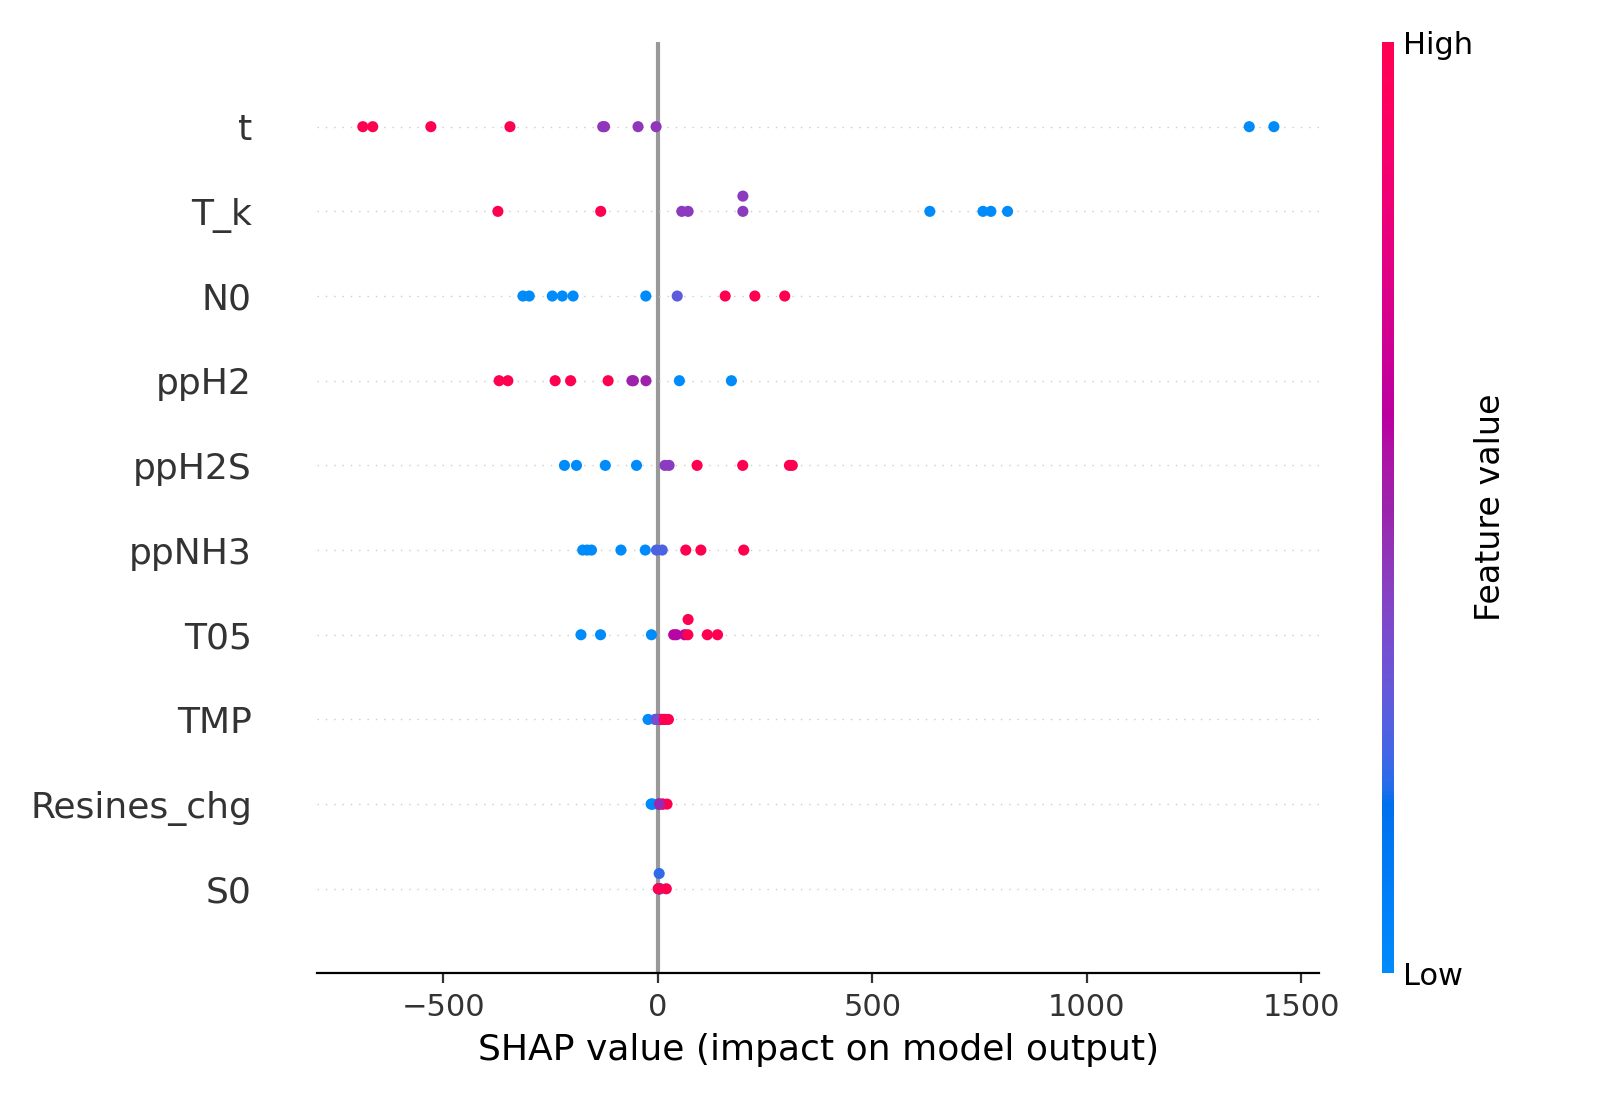 High
t
T_k
N0
ppH2
ppH2S
ppNH3
T05
TMP
Resines_chg
S0
Feature value
Low
−500 0 500 1000 1500
SHAP value (impact on model output)